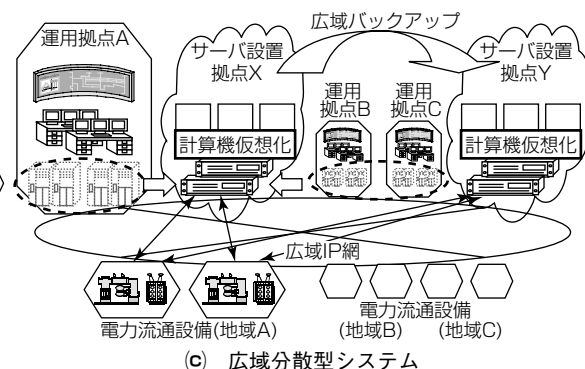 広域バックアップ
運用拠点A
サーバ設置
拠点X
サーバ設置
拠点Y
運用
拠点B
運用
拠点C
計算機仮想化
計算機仮想化
広域IP網
電力流通設備(地域A)
電力流通設備
(地域B)
(地域C)
(c) 広域分散型システム